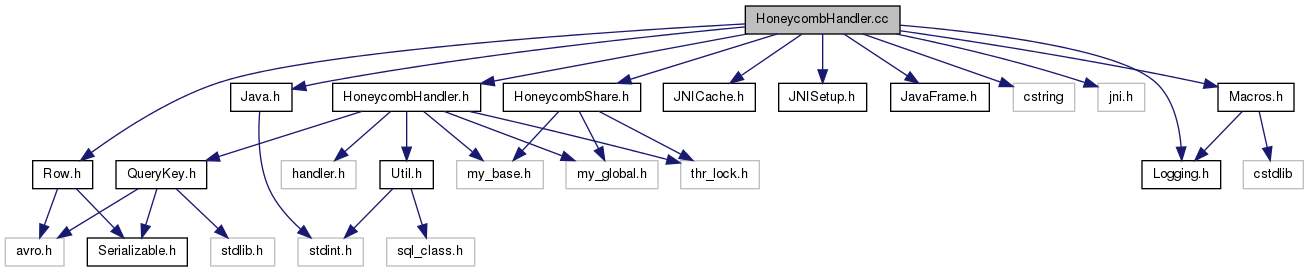 HoneycombHandler.cc
Java.h
HoneycombHandler.h
HoneycombShare.h
JNICache.h
JNISetup.h
JavaFrame.h
cstring
jni.h
Macros.h
Row.h
QueryKey.h
handler.h
Util.h
my_base.h
my_global.h
thr_lock.h
Logging.h
cstdlib
avro.h
Serializable.h
stdlib.h
stdint.h
sql_class.h